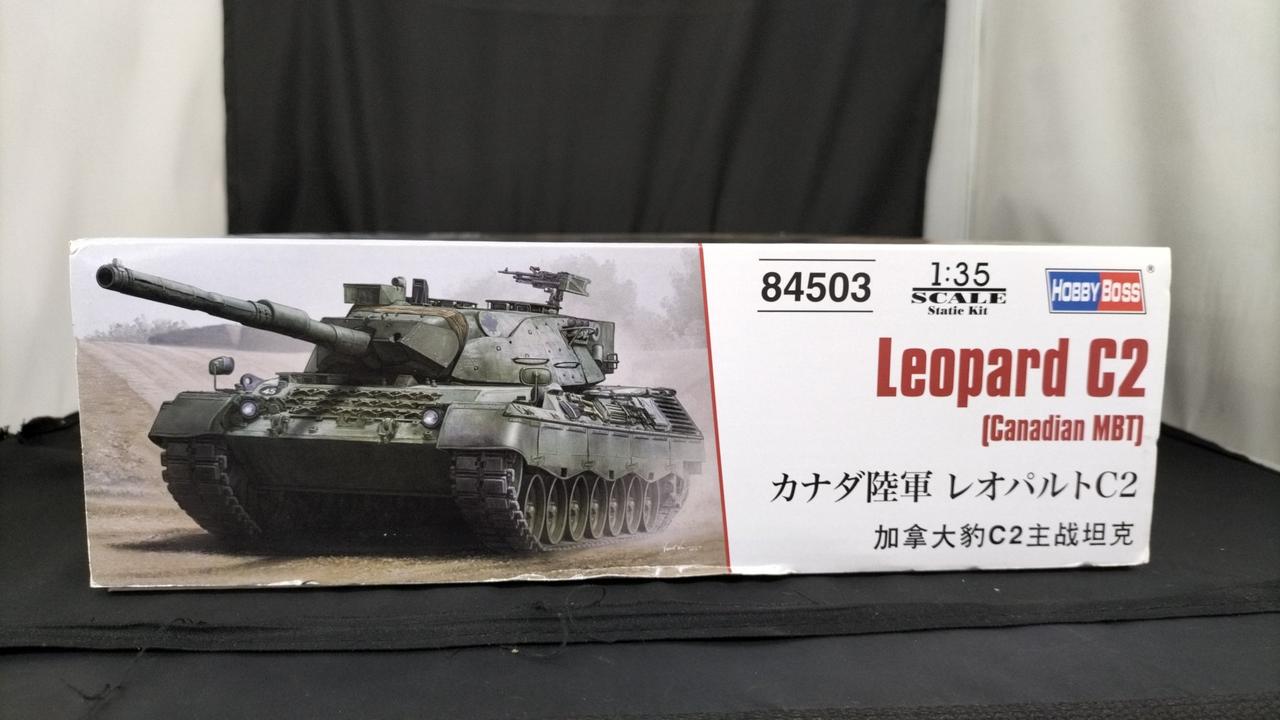 84503
1:35
SCALE
Static Kit
HOBBY BOSS
®
Leopard C2
(Canadian MBT)
カナダ陸軍 レオパルトC2
加拿大豹C2主战坦克